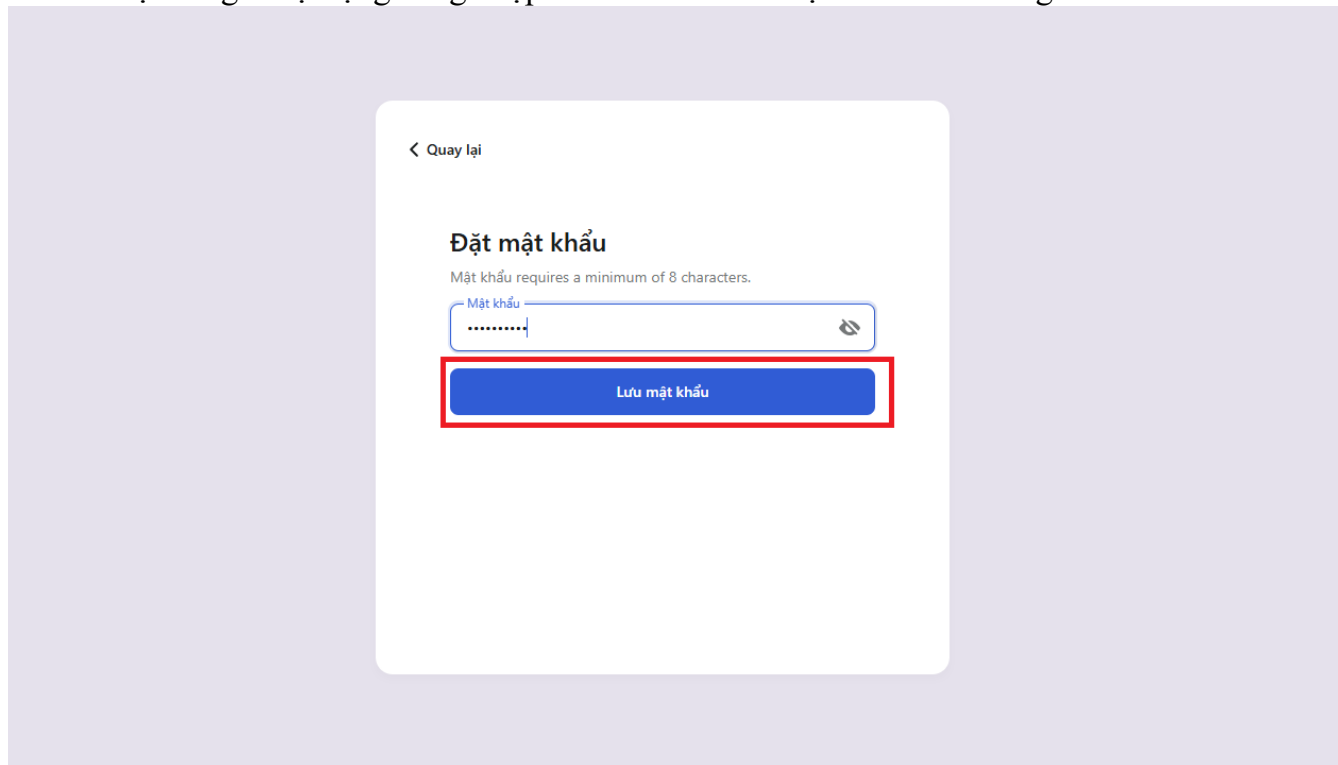 Quay lại
Đặt mật khẩu
Mật khẩu requires a minimum of 8 characters.
Mật khẩu
••••••••••
Lưu mật khẩu